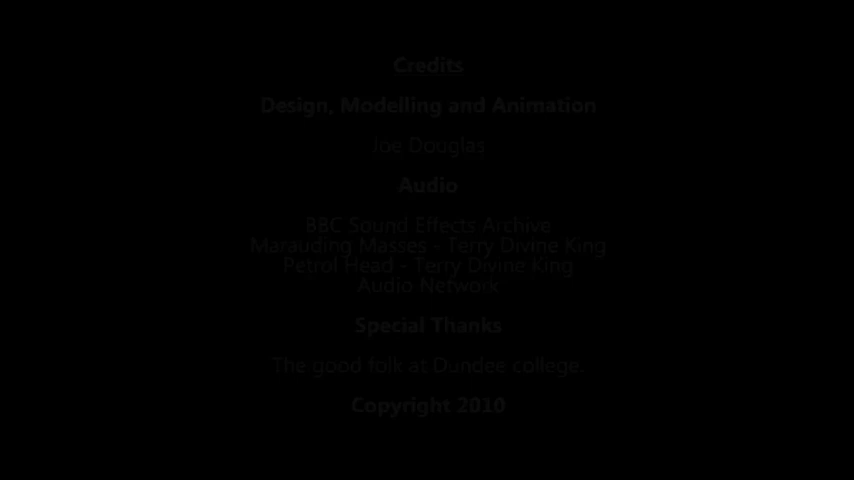 Credits
Design, Modelling and Animation
Joe Douglas
Audio
BBC Sound Effects Archive
Marauding Masses - Terry Divine King
Petrol Head - Terry Divine King
Audio Network
Special Thanks
The good folk at Dundee college.
Copyright 2010